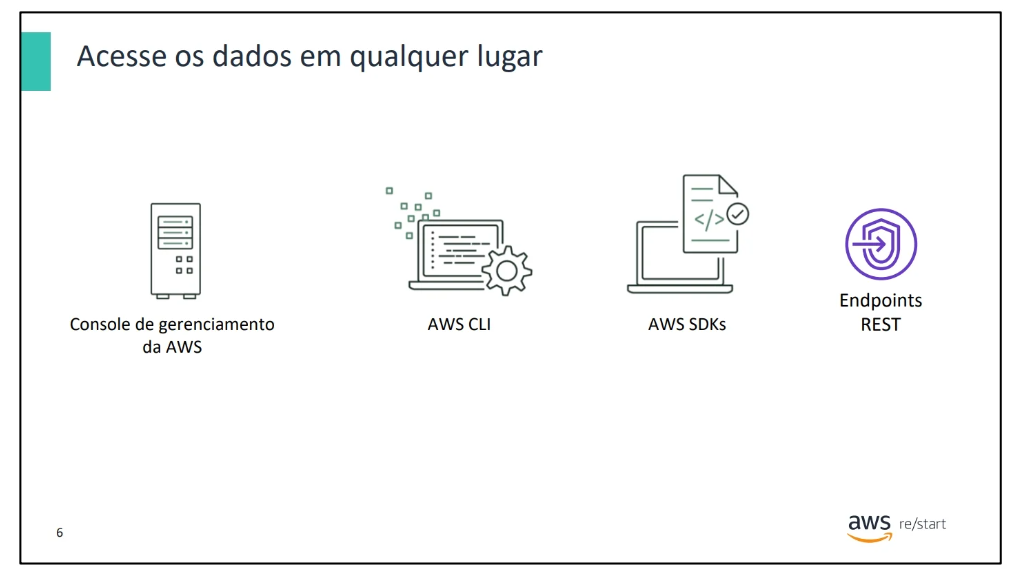 Acesse os dados em qualquer lugar
</>
Console de gerenciamento
da AWS
AWS CLI
AWS SDKs
Endpoints
REST
6
aws re/start